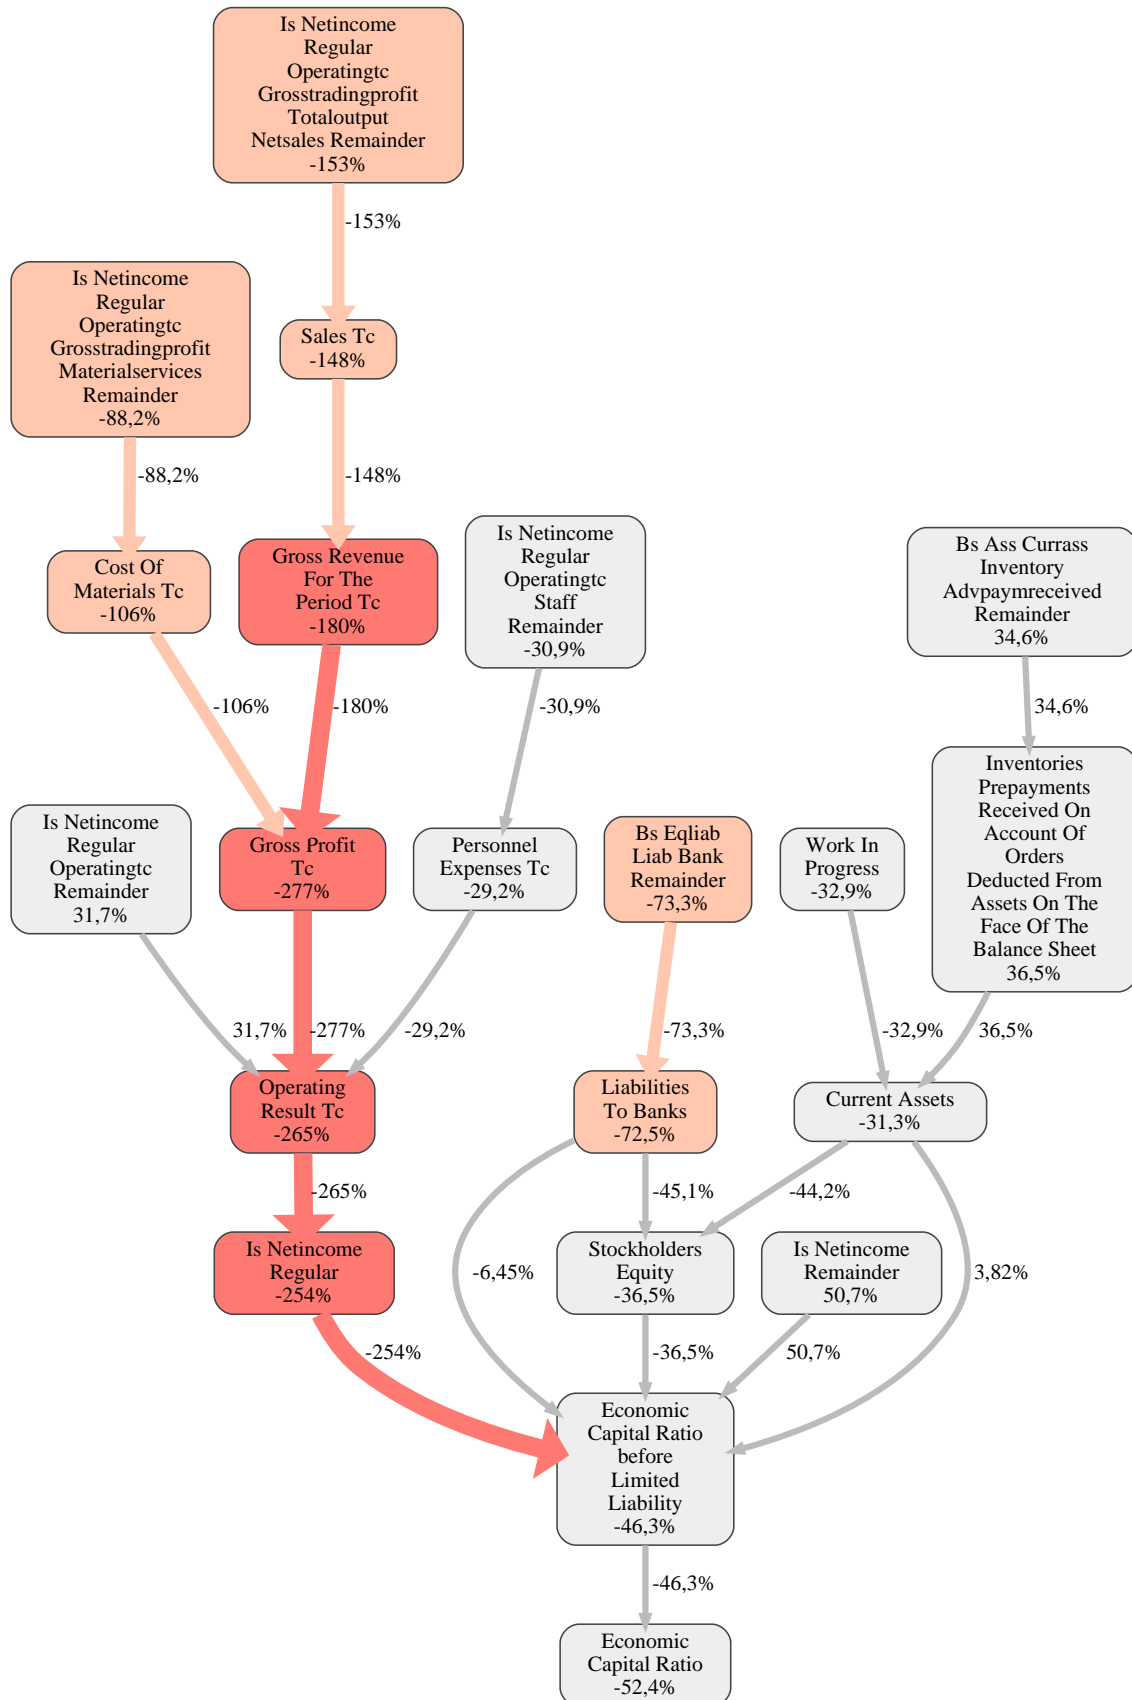 Is Netincome
Regular
Operatingtc
Grosstradingprofit
Totaloutput
Netsales Remainder
-153%
-153%
Is Netincome
Regular
Operatingtc
Grosstradingprofit
Materialservices
Remainder
-88,2%
Sales Tc
-148%
-88,2%
-148%
Is Netincome
Regular
Operatingtc
Staff
Remainder
-30,9%
Bs Ass Currass
Inventory
Advpaymreceived
Remainder
34,6%
Gross Revenue
For The
Period Tc
-180%
Cost Of
Materials Tc
-106%
-106%
-180%
-30,9%
34,6%
Inventories
Prepayments
Received On
Account Of
Orders
Deducted From
Assets On The
Face Of The
Balance Sheet
36,5%
Is Netincome
Regular
Operatingtc
Remainder
31,7%
Gross Profit
Tc
-277%
Personnel
Expenses Tc
-29,2%
Bs Eqliab
Liab Bank
Remainder
-73,3%
Work In
Progress
-32,9%
31,7%
-277%
-29,2%
-73,3%
-32,9%
36,5%
Operating
Result Tc
-265%
Liabilities
To Banks
-72,5%
Current Assets
-31,3%
-265%
-45,1%
-44,2%
Is Netincome
Regular
-254%
-6,45%
Stockholders
Equity
-36,5%
Is Netincome
Remainder
50,7%
3,82%
-254%
-36,5%
50,7%
Economic
Capital Ratio
before
Limited
Liability
-46,3%
-46,3%
Economic
Capital Ratio
-52,4%